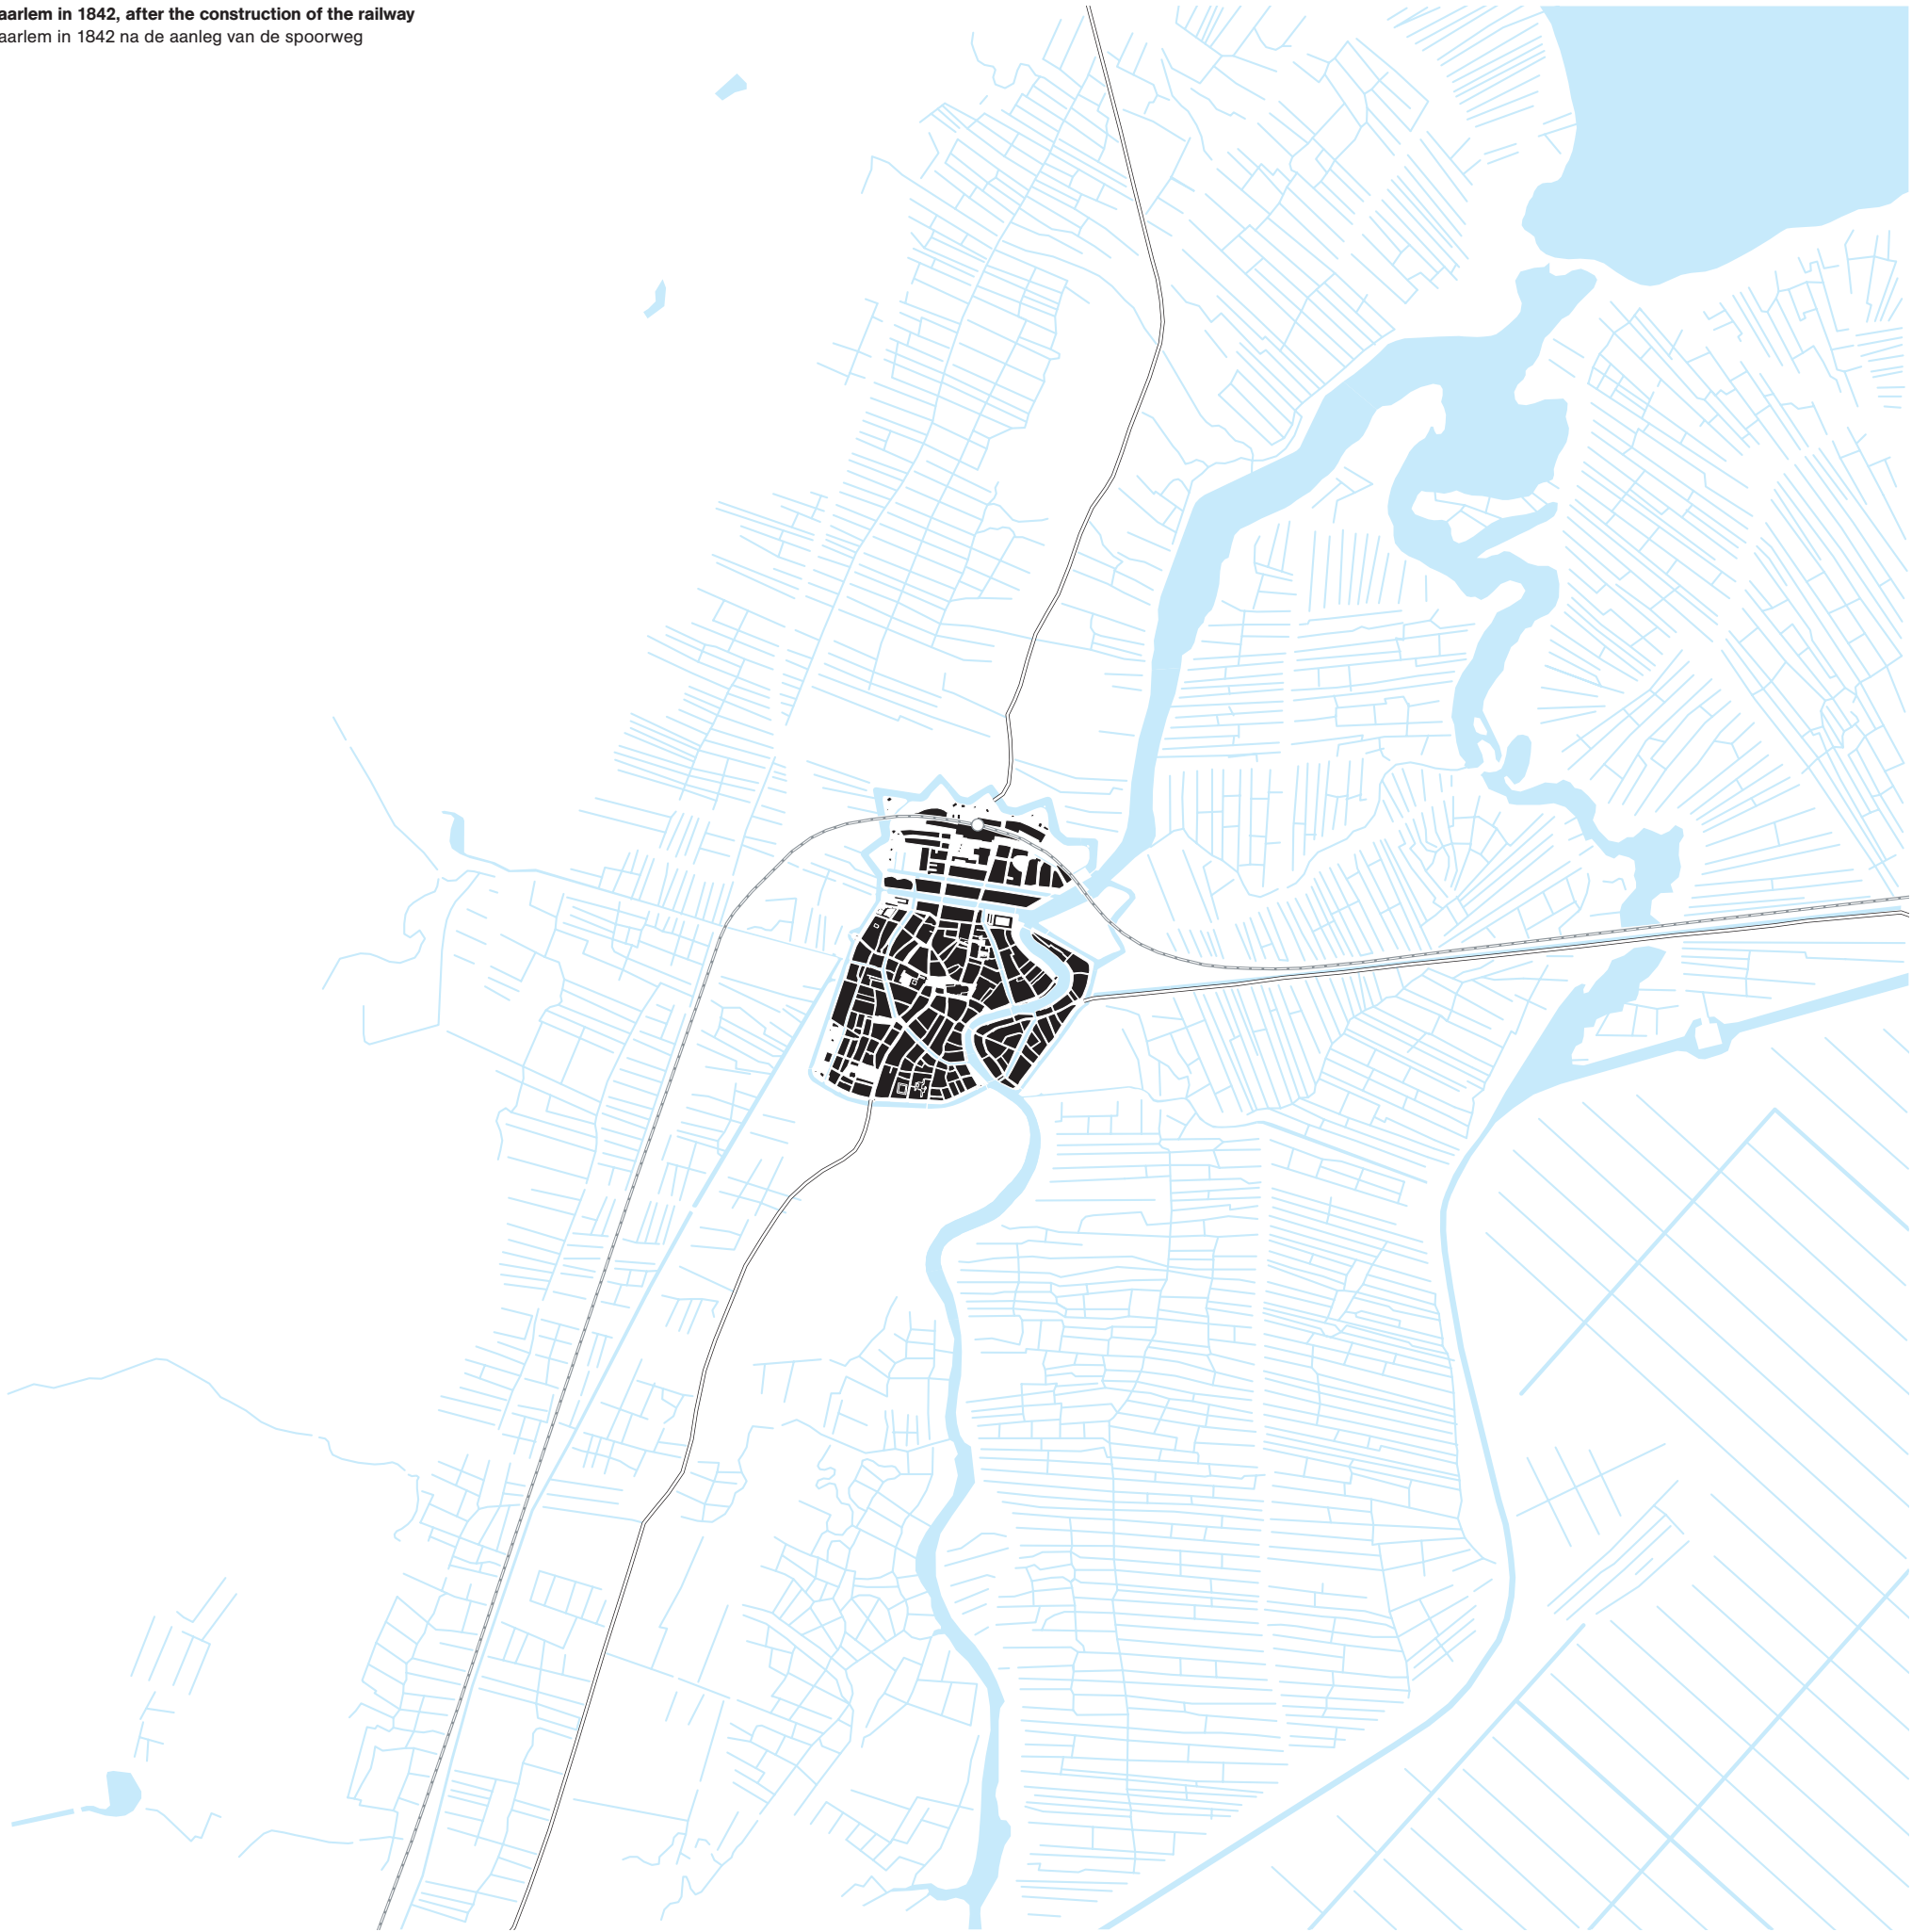 aarlem in 1842, after the construction of the railway
aarlem in 1842 na de aanleg van de spoorweg